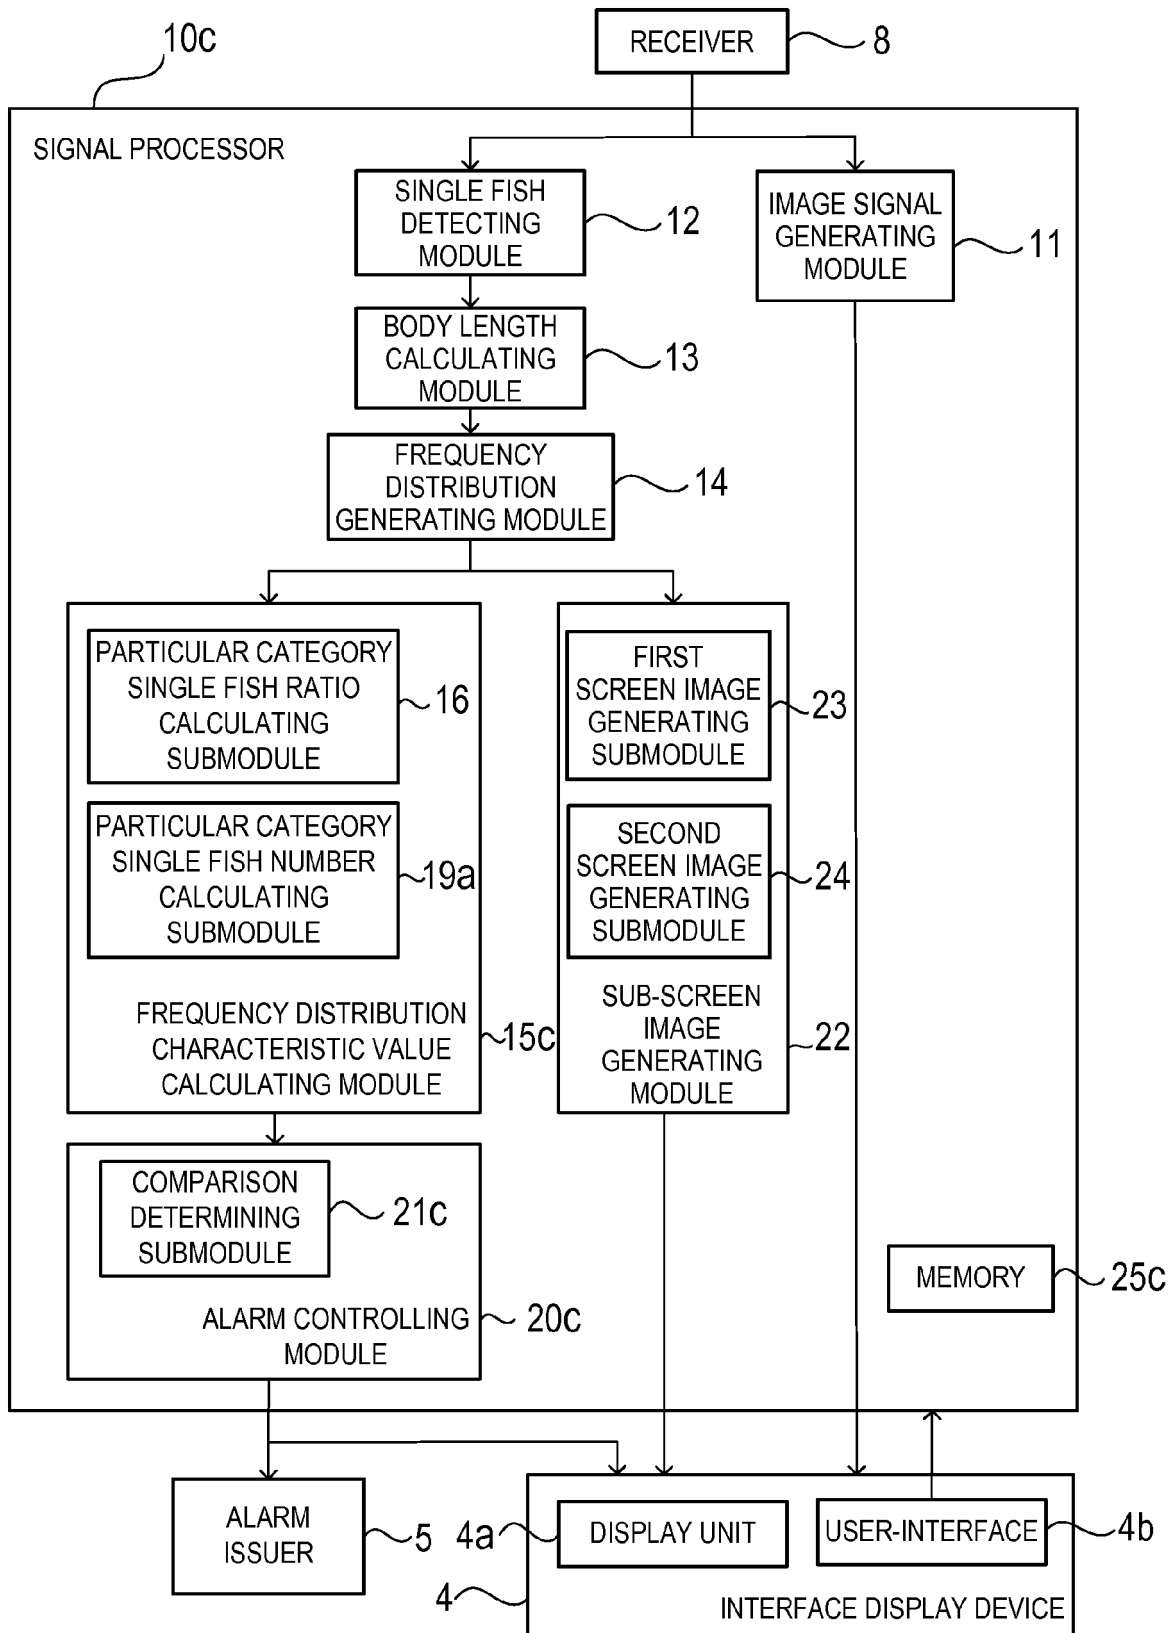 RECEIVER
8
10c
SIGNAL PROCESSOR
SINGLE FISH
DETECTING
MODULE
12
IMAGE SIGNAL
GENERATING
MODULE
11
BODY LENGTH
CALCULATING
MODULE
13
FREQUENCY
DISTRIBUTION
GENERATING MODULE
14
PARTICULAR CATEGORY
SINGLE FISH RATIO
CALCULATING
SUBMODULE
16
PARTICULAR CATEGORY
SINGLE FISH NUMBER
CALCULATING
SUBMODULE
19a
FREQUENCY DISTRIBUTION
CHARACTERISTIC VALUE
CALCULATING MODULE
15c
FIRST
SCREEN IMAGE
GENERATING
SUBMODULE
23
SECOND
SCREEN IMAGE
GENERATING
SUBMODULE
24
SUB-SCREEN
IMAGE
GENERATING
MODULE
22
COMPARISON
DETERMINING
SUBMODULE
21c
ALARM CONTROLLING
MODULE
20c
MEMORY
25c
ALARM
ISSUER
5
4a
DISPLAY UNIT
USER-INTERFACE
4b
4
INTERFACE DISPLAY DEVICE